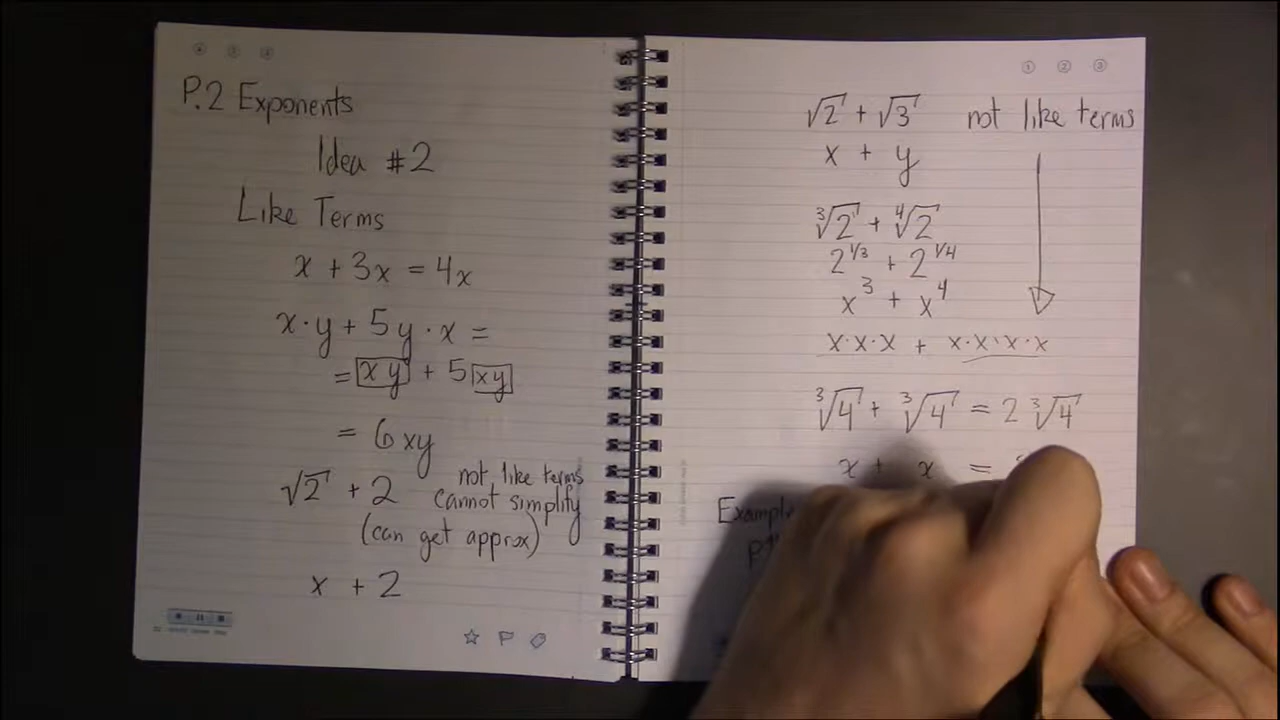 P.2 Exponents
Idea #2
Like Terms
x + 3x = 4x
x·y + 5y·x =
= xy + 5xy
= 6xy
√2 + 2 not like terms
cannot simplify
(can get approx)
x + 2
√2 + √3 not like terms
x + y
∛2 + ∜2
2^1/3 + 2^1/4
x^3 + x^4
x·x·x + x·x·x·x
∛4 + ∛4 = 2 ∛4
x + x =